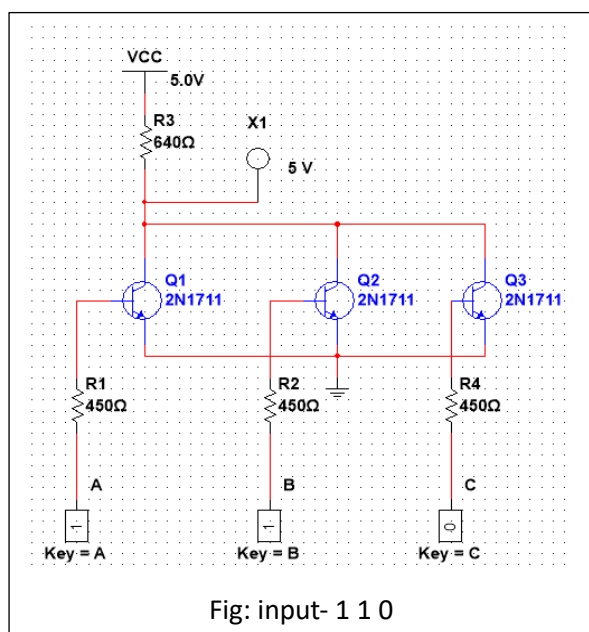 VCC
5.0V
R3
640Ω
X1
5 V
Q1
2N1711
Q2
2N1711
Q3
2N1711
R1
450Ω
R2
450Ω
R4
450Ω
A
B
C
1
1
0
Key = A
Key = B
Key = C
Fig: input- 1 1 0